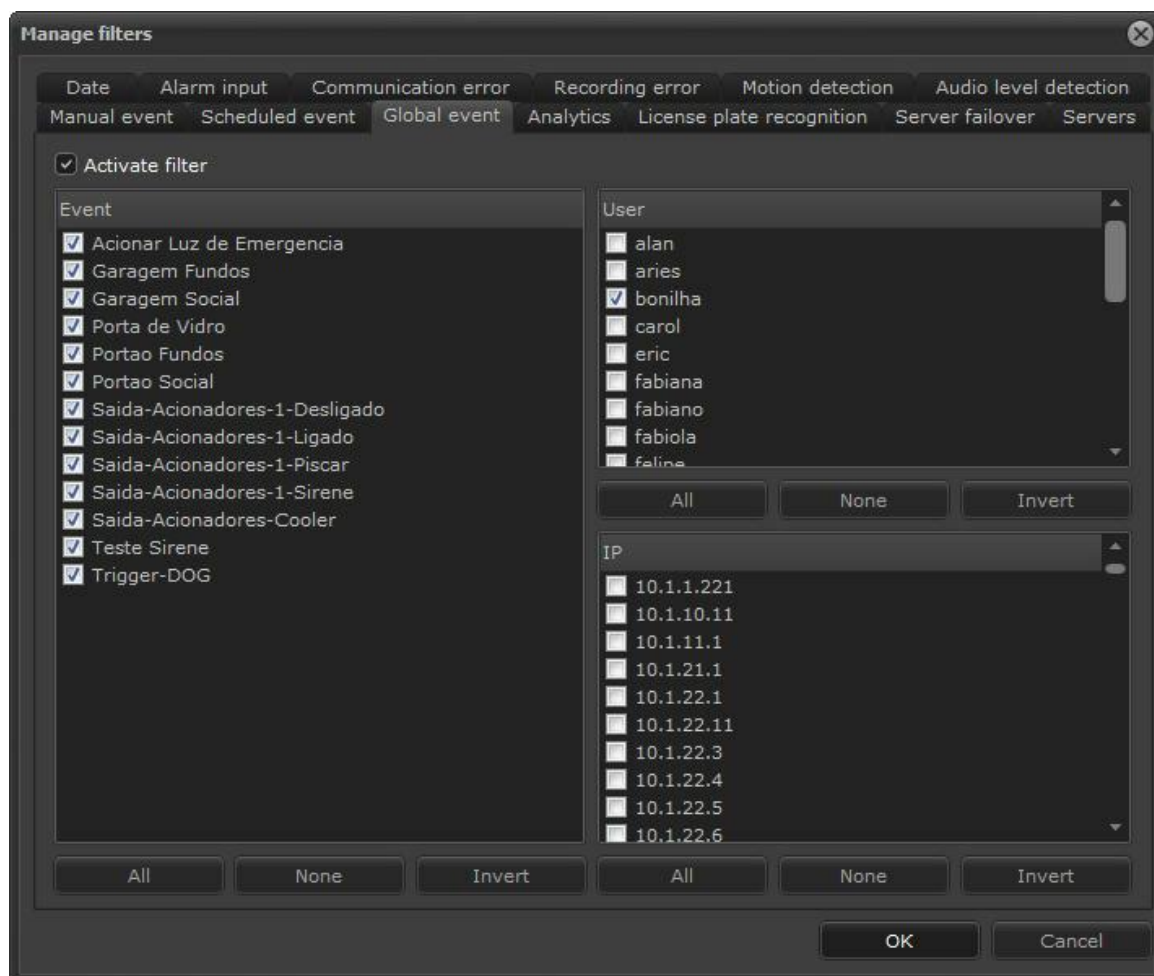 Manage filters
Date Alarm input Communication error Recording error Motion detection Audio level detection
Manual event Scheduled event Global event Analytics License plate recognition Server failover Servers
Activate filter
Event
Acionar Luz de Emergencia
Garagem Fundos
Garagem Social
Porta de Vidro
Portao Fundos
Portao Social
Saida-Acionadores-1-Desligado
Saida-Acionadores-1-Ligado
Saida-Acionadores-1-Piscar
Saida-Acionadores-1-Sirene
Saida-Acionadores-Cooler
Teste Sirene
Trigger-DOG
All None Invert
User
alan
aries
bonilha
carol
eric
fabiana
fabiano
fabiola
felipe
All None Invert
IP
10.1.1.221
10.1.10.11
10.1.11.1
10.1.21.1
10.1.22.1
10.1.22.11
10.1.22.3
10.1.22.4
10.1.22.5
10.1.22.6
All None Invert
OK Cancel